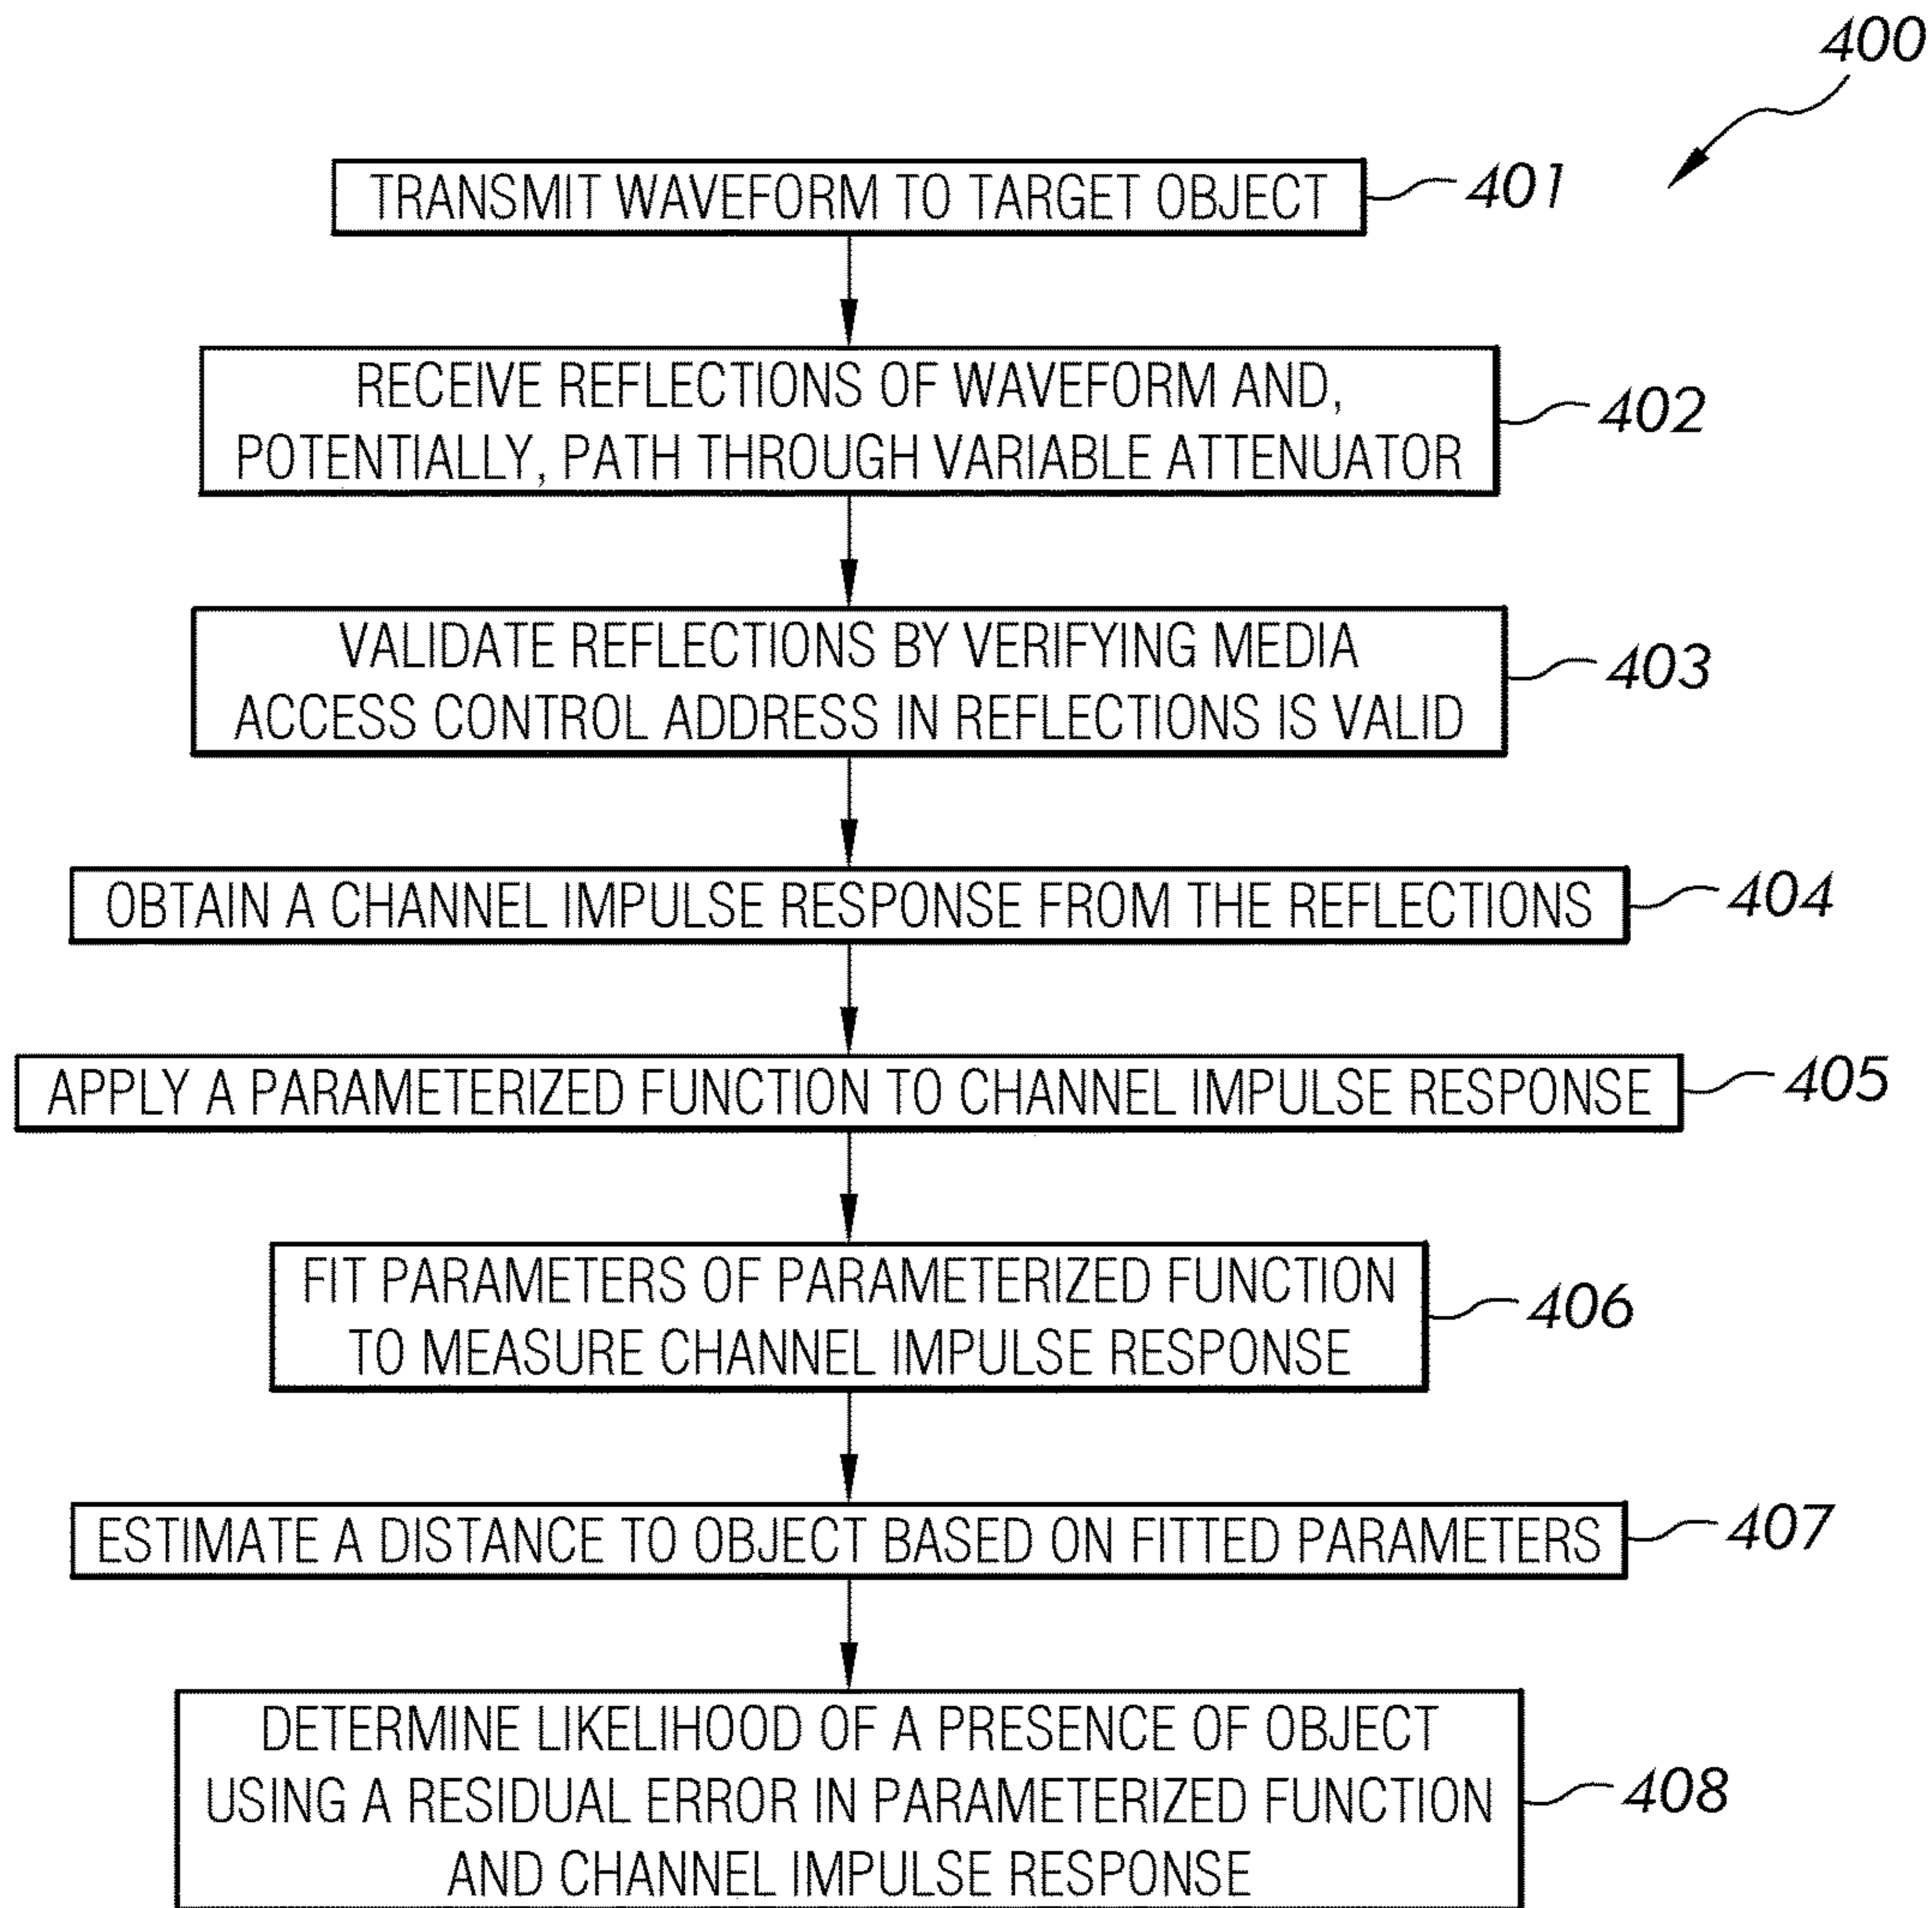 400
TRANSMIT WAVEFORM TO TARGET OBJECT
401
RECEIVE REFLECTIONS OF WAVEFORM AND,
POTENTIALLY, PATH THROUGH VARIABLE ATTENUATOR
402
VALIDATE REFLECTIONS BY VERIFYING MEDIA
ACCESS CONTROL ADDRESS IN REFLECTIONS IS VALID
403
OBTAIN A CHANNEL IMPULSE RESPONSE FROM THE REFLECTIONS
404
APPLY A PARAMETERIZED FUNCTION TO CHANNEL IMPULSE RESPONSE
405
FIT PARAMETERS OF PARAMETERIZED FUNCTION
TO MEASURE CHANNEL IMPULSE RESPONSE
406
ESTIMATE A DISTANCE TO OBJECT BASED ON FITTED PARAMETERS
407
DETERMINE LIKELIHOOD OF A PRESENCE OF OBJECT
USING A RESIDUAL ERROR IN PARAMETERIZED FUNCTION
AND CHANNEL IMPULSE RESPONSE
408